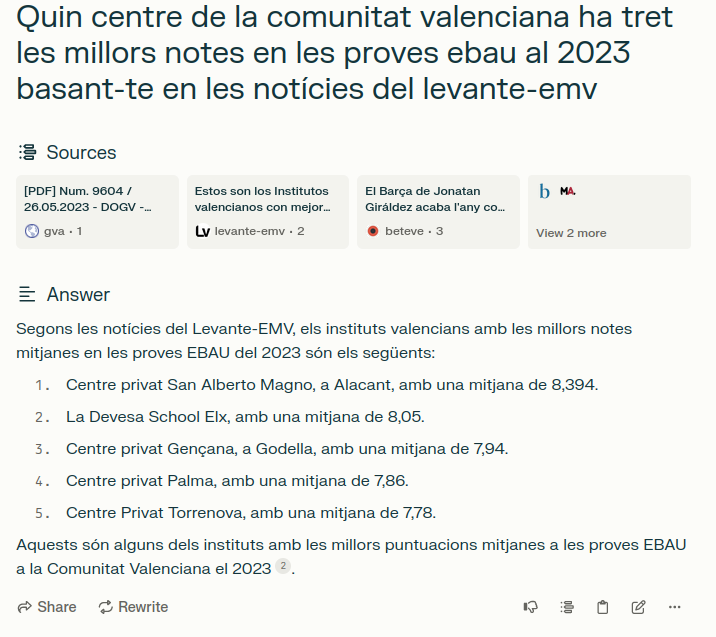 Quin centre de la comunitat valenciana ha tret
les millors notes en les proves ebau al 2023
basant-te en les notícies del levante-emv
Sources
[PDF] Num. 9604 /
26.05.2023 - DOGV -...
gva · 1
Estos son los Institutos
valencianos con mejor...
Lv levante-emv · 2
El Barça de Jonatan
Giráldez acaba l'any co...
beteve · 3
b MA.
View 2 more
Answer
Segons les notícies del Levante-EMV, els instituts valencians amb les millors notes
mitjanes en les proves EBAU del 2023 són els següents:
1. Centre privat San Alberto Magno, a Alacant, amb una mitjana de 8,394.
2. La Devesa School Elx, amb una mitjana de 8,05.
3. Centre privat Gençana, a Godella, amb una mitjana de 7,94.
4. Centre privat Palma, amb una mitjana de 7,86.
5. Centre Privat Torrenova, amb una mitjana de 7,78.
Aquests són alguns dels instituts amb les millors puntuacions mitjanes a les proves EBAU
a la Comunitat Valenciana el 2023 2.
Share Rewrite